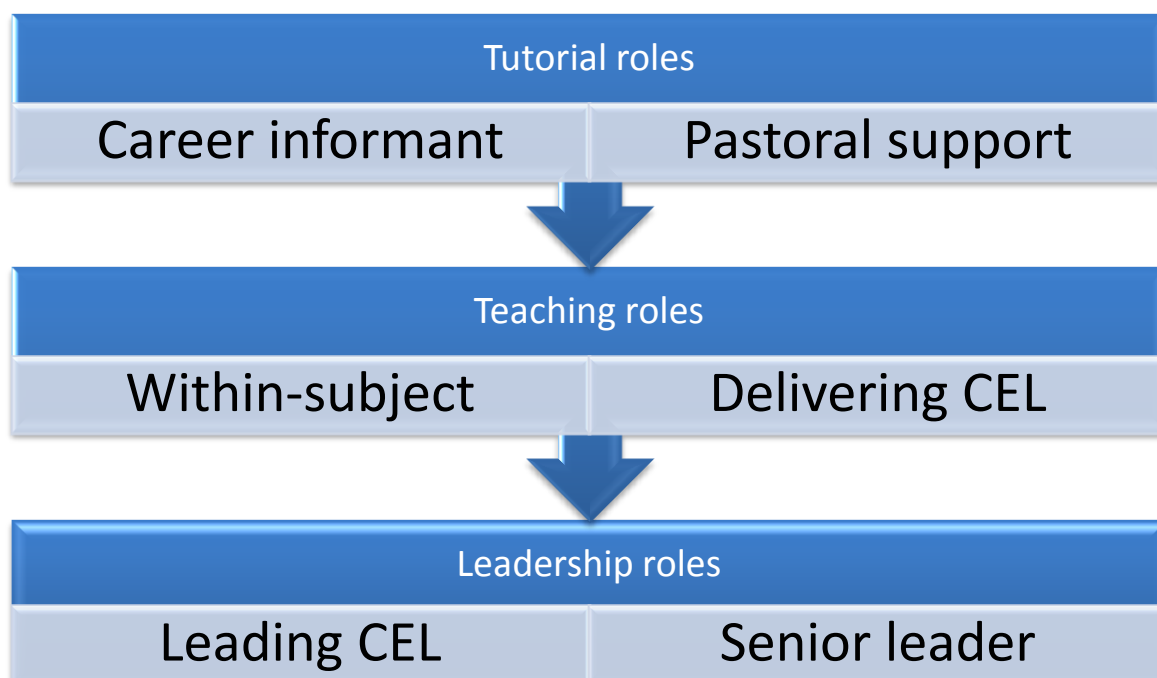 Tutorial roles
Career informant
Pastoral support
Teaching roles
Within-subject
Delivering CEL
Leadership roles
Leading CEL
Senior leader